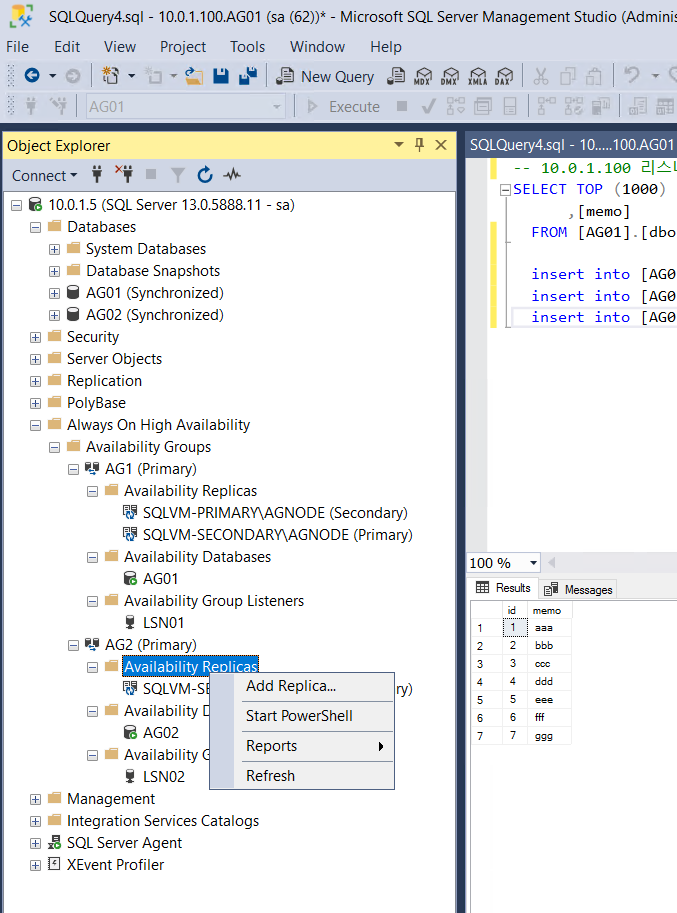 SQLQuery4.sql - 10.0.1.100.AG01 (sa (62))* - Microsoft SQL Server Management Studio (Adminis
File Edit View Project Tools Window Help
New Query MDX DMX XMLA DAX
AG01 Execute
Object Explorer
SQLQuery4.sql - 10.....100.AG01
Connect
10.0.1.5 (SQL Server 13.0.5888.11 - sa)
Databases
System Databases
Database Snapshots
AG01 (Synchronized)
AG02 (Synchronized)
Security
Server Objects
Replication
PolyBase
Always On High Availability
Availability Groups
AG1 (Primary)
Availability Replicas
SQLVM-PRIMARY\AGNODE (Secondary)
SQLVM-SECONDARY\AGNODE (Primary)
Availability Databases
AG01
Availability Group Listeners
LSN01
AG2 (Primary)
Availability Replicas
SQLVM-SE ry)
Availability D
AG02
Availability G
LSN02
Management
Integration Services Catalogs
SQL Server Agent
XEvent Profiler
Add Replica...
Start PowerShell
Reports
Refresh
-- 10.0.1.100 리스너
SELECT TOP (1000)
,[memo]
FROM [AG01].[dbo
insert into [AG0
insert into [AG0
insert into [AG0
100 %
Results Messages
id memo
1 1 aaa
2 2 bbb
3 3 ccc
4 4 ddd
5 5 eee
6 6 fff
7 7 ggg